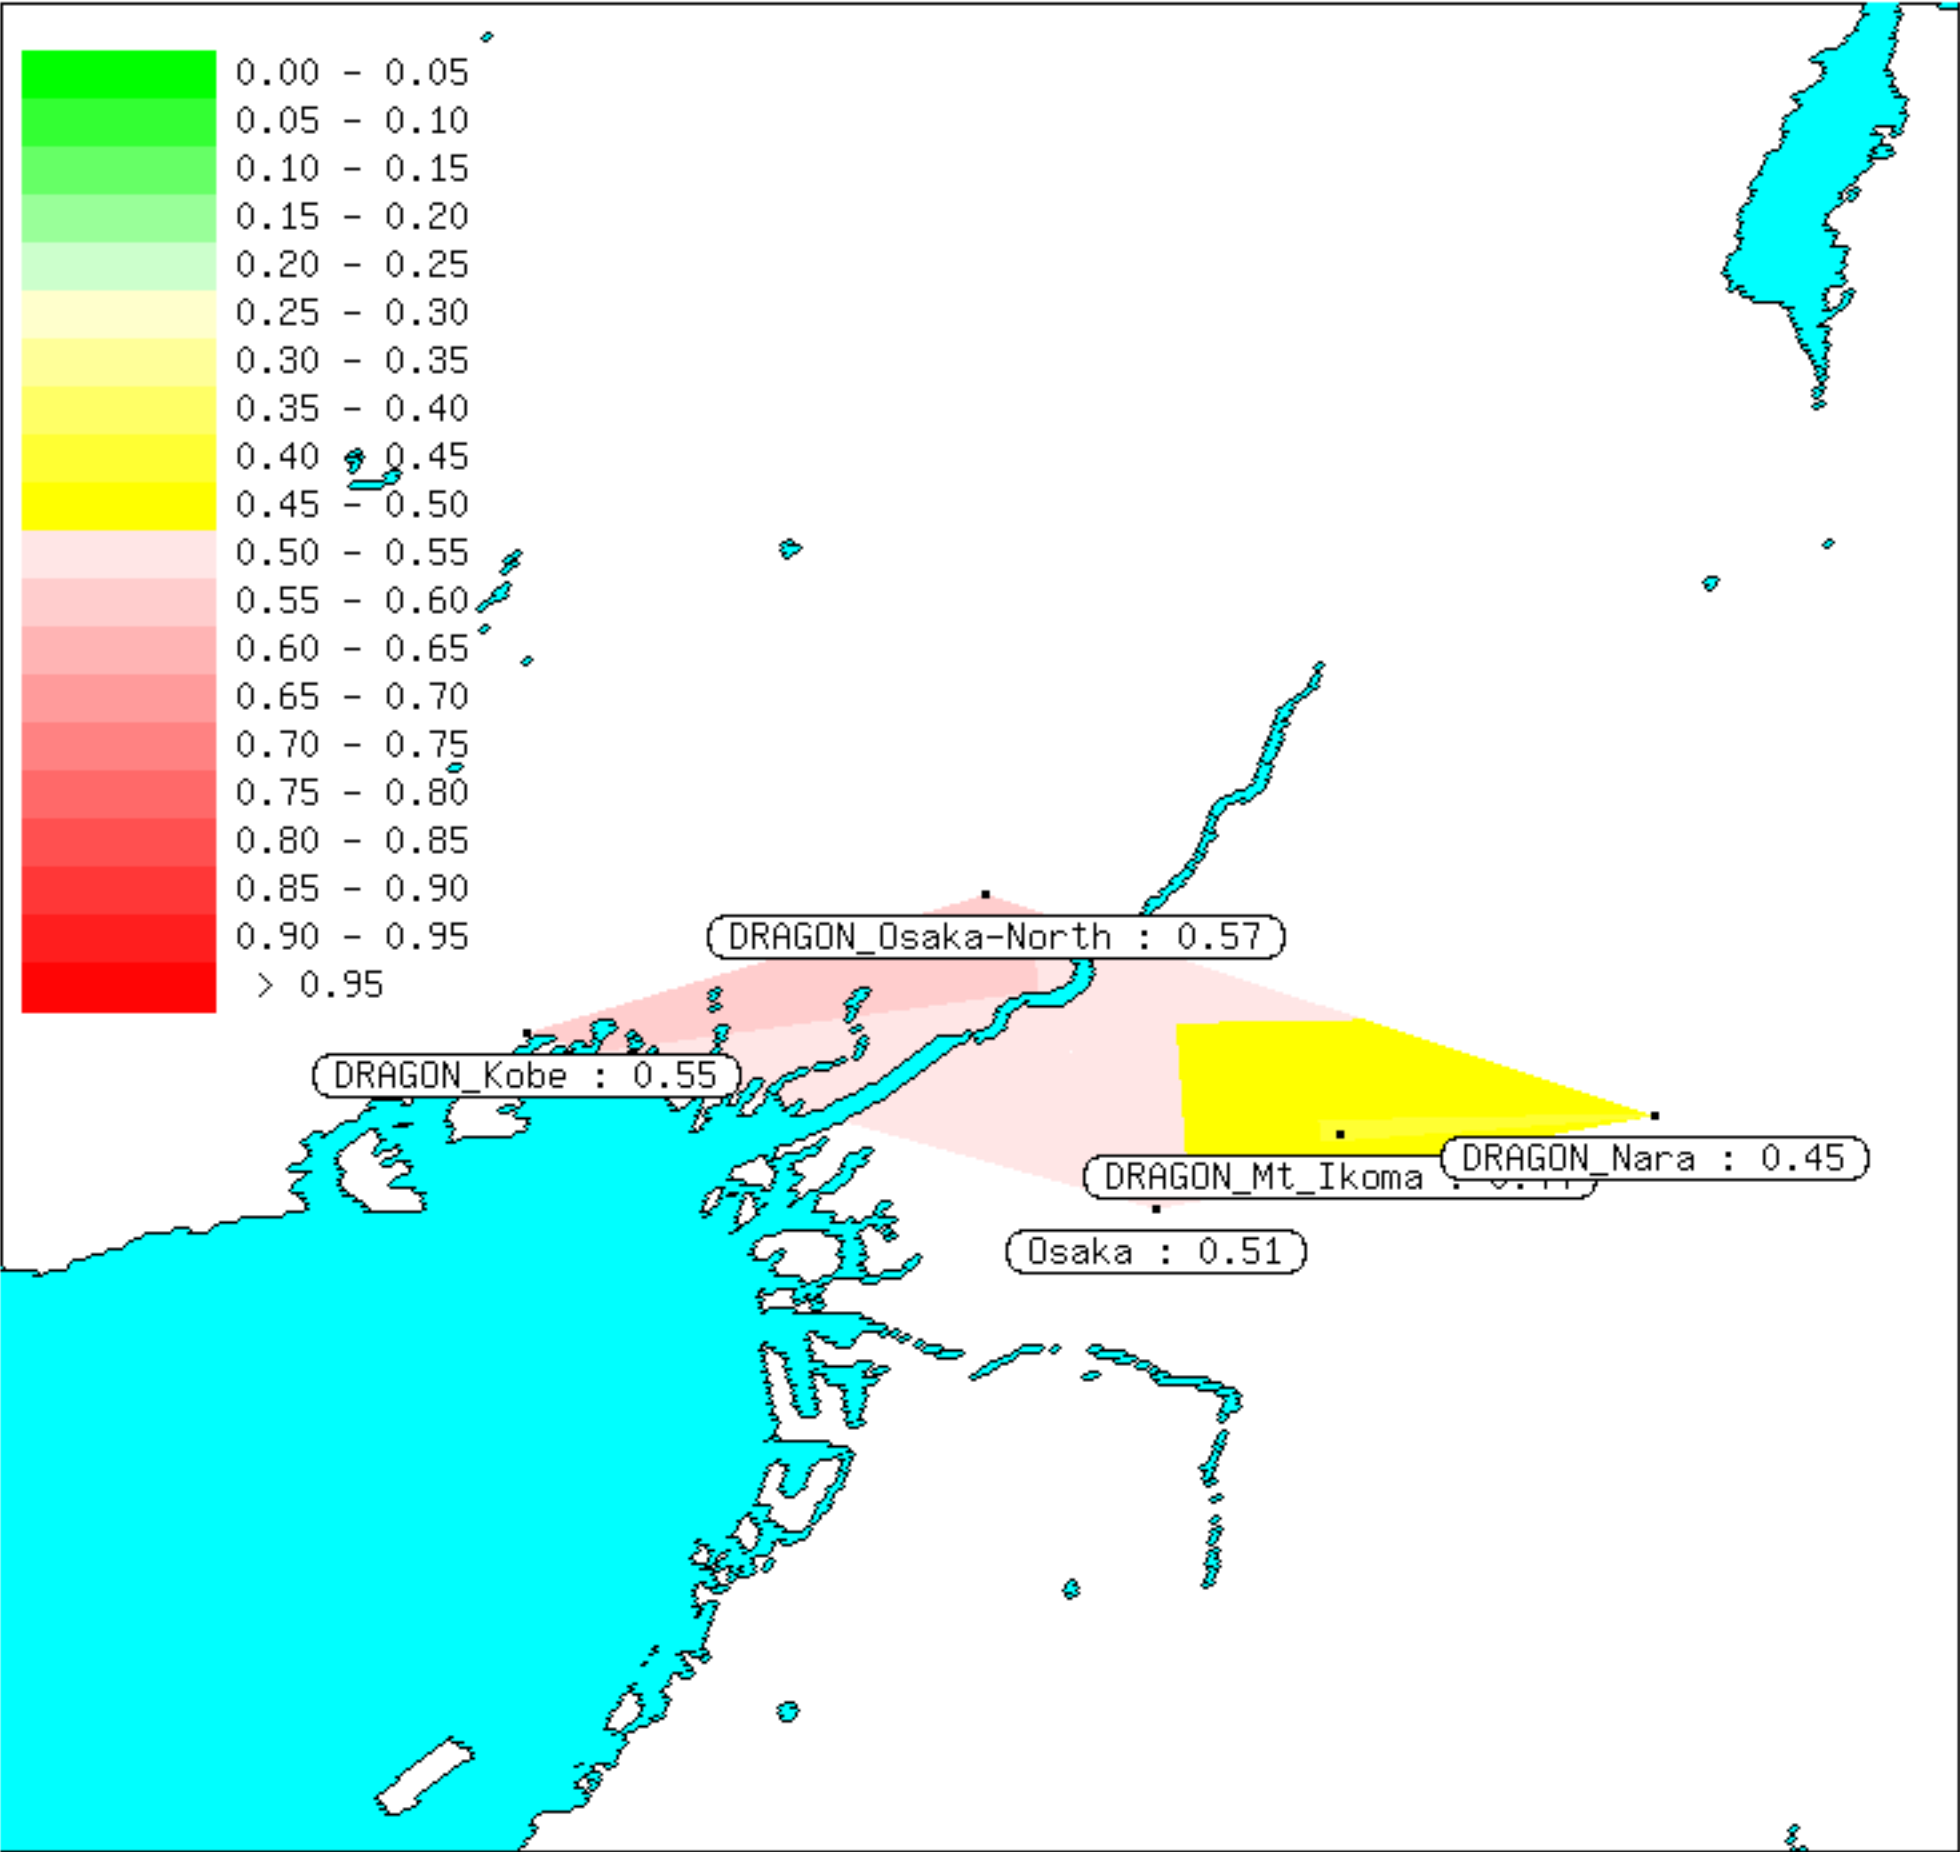 0.00 - 0.05
0.05 - 0.10
0.10 - 0.15
0.15 - 0.20
0.20 - 0.25
0.25 - 0.30
0.30 - 0.35
0.35 - 0.40
0.40 - 0.45
0.45 - 0.50
0.50 - 0.55
0.55 - 0.60
0.60 - 0.65
0.65 - 0.70
0.70 - 0.75
0.75 - 0.80
0.80 - 0.85
0.85 - 0.90
0.90 - 0.95
> 0.95
DRAGON_Osaka-North : 0.57
DRAGON_Kobe : 0.55
DRAGON_Nara : 0.45
DRAGON_Mt_Ikoma :
Osaka : 0.51